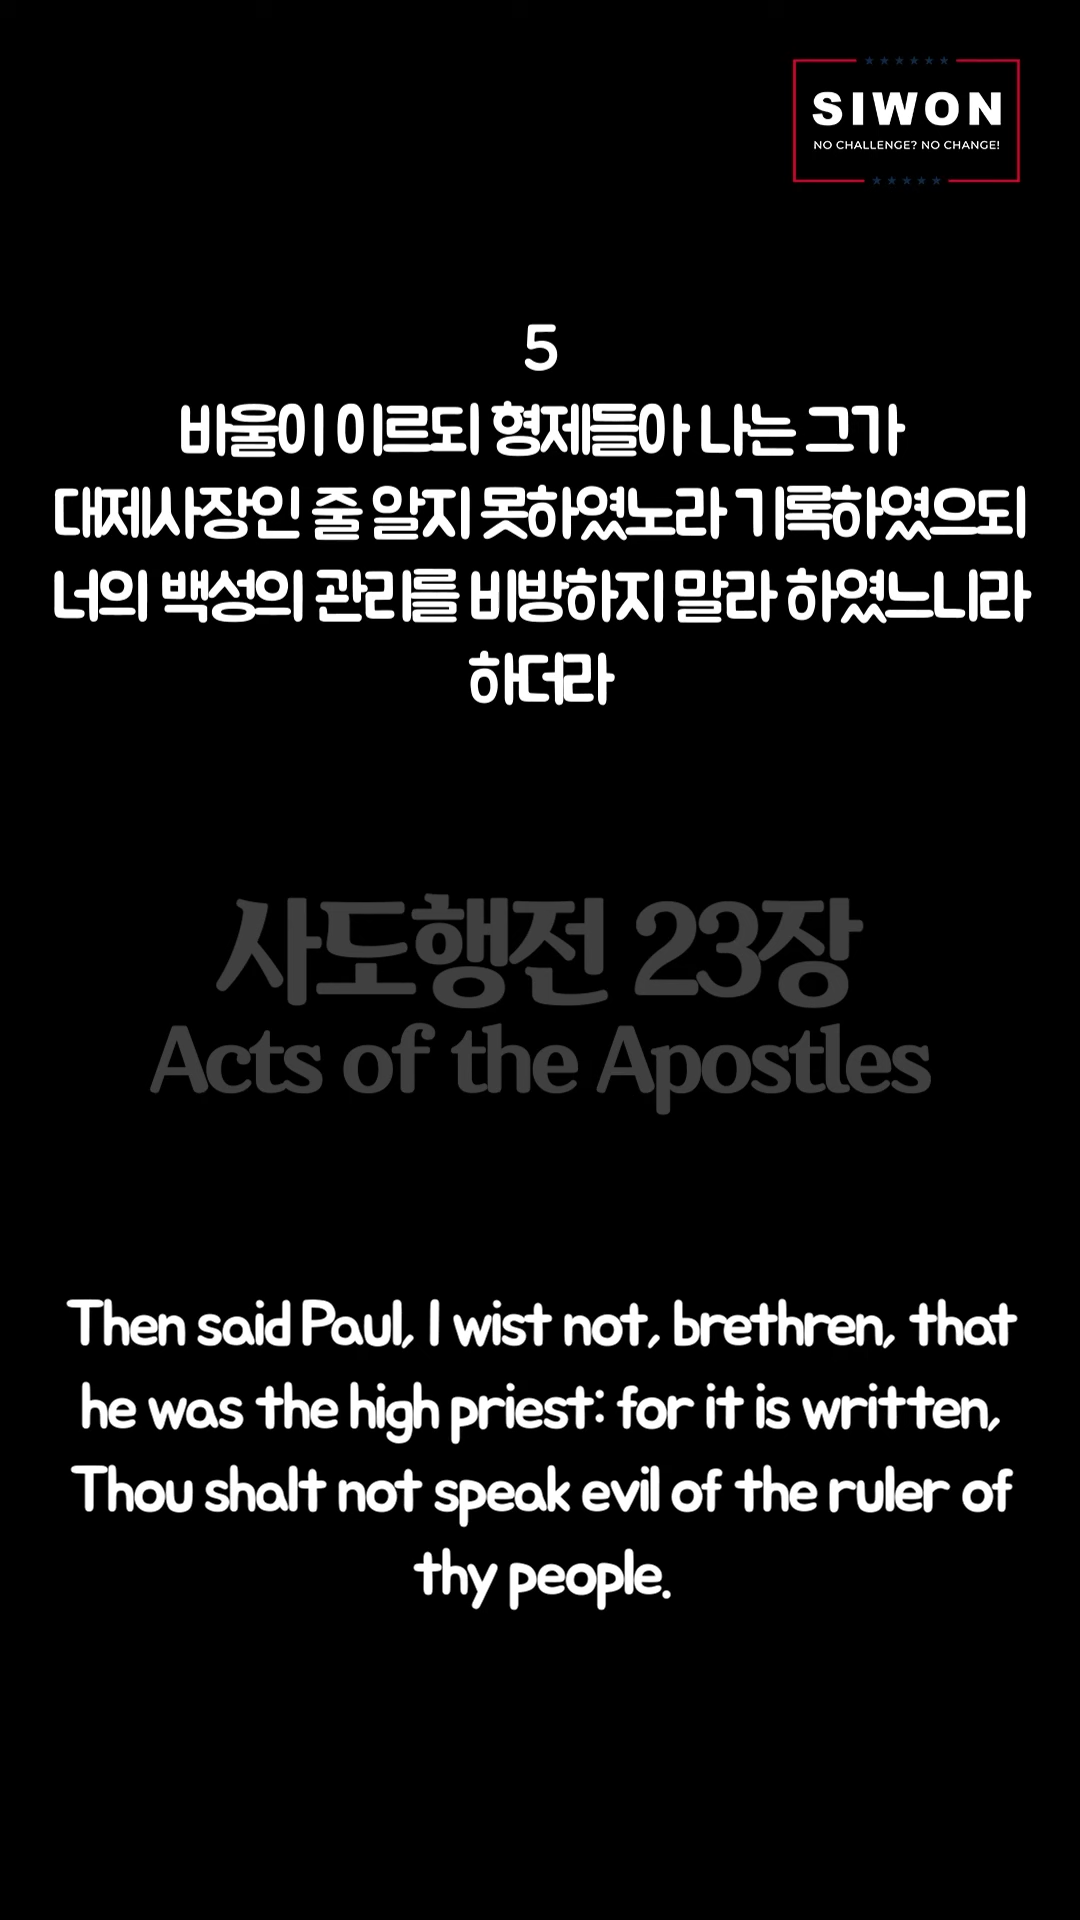 SIWON
NO CHALLENGE? NO CHANGE!
5
바울이 이르되 형제들아 나는 그가
대제사장인 줄 알지 못하였노라 기록하였으되
너의 백성의 관리를 비방하지 말라 하였느니라
하더라
사도행전 23장
Acts of the Apostles
Then said Paul, I wist not, brethren, that
he was the high priest: for it is written,
Thou shalt not speak evil of the ruler of
thy people.